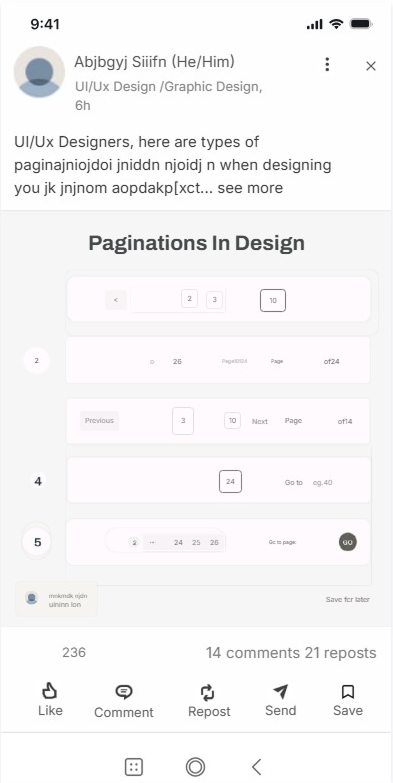 9:41
Abjbgyj Siiifn (He/Him)
UI/Ux Design /Graphic Design,
6h
UI/Ux Designers, here are types of
paginajniojdoi jniddn njoidj n when designing
you jk jnjnom aopdakp[xct... see more
Paginations In Design
< 2 3 10
2 26 Page Page of24
Previous 3 10 Next Page of14
4 24 Go to eg.40
5 2 ... 24 25 26 Go to page: GO
mnkmdk njdn
uininn lon
Save for later
236 14 comments 21 reposts
Like Comment Repost Send Save